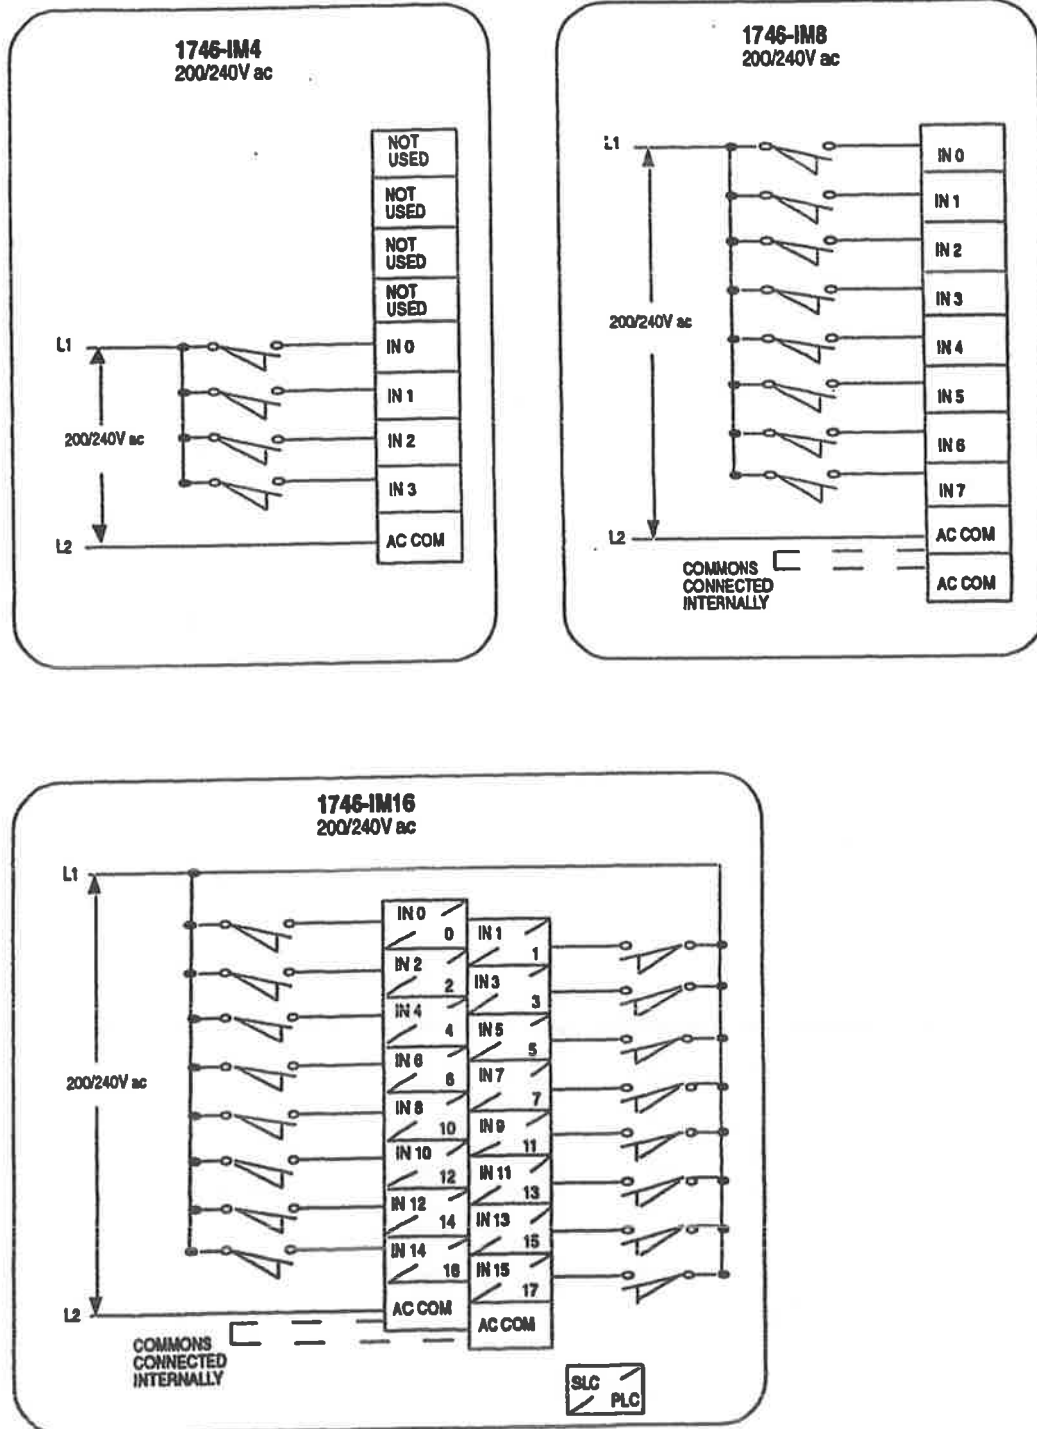 1746-IM4
200/240V ac
NOT
USED
NOT
USED
NOT
USED
NOT
USED
L1
IN 0
IN 1
200/240V ac
IN 2
IN 3
L2
AC COM
1746-IM8
200/240V ac
L1
IN 0
IN 1
IN 2
IN 3
200/240V ac
IN 4
IN 5
IN 6
IN 7
L2
AC COM
COMMONS
CONNECTED
INTERNALLY
AC COM
1746-IM16
200/240V ac
L1
IN 0
0
IN 1
1
IN 2
2
IN 3
3
IN 4
4
IN 5
5
IN 6
6
IN 7
7
200/240V ac
IN 8
10
IN 9
11
IN 10
12
IN 11
13
IN 12
14
IN 13
15
IN 14
16
IN 15
17
L2
AC COM
AC COM
COMMONS
CONNECTED
INTERNALLY
SLC
PLC